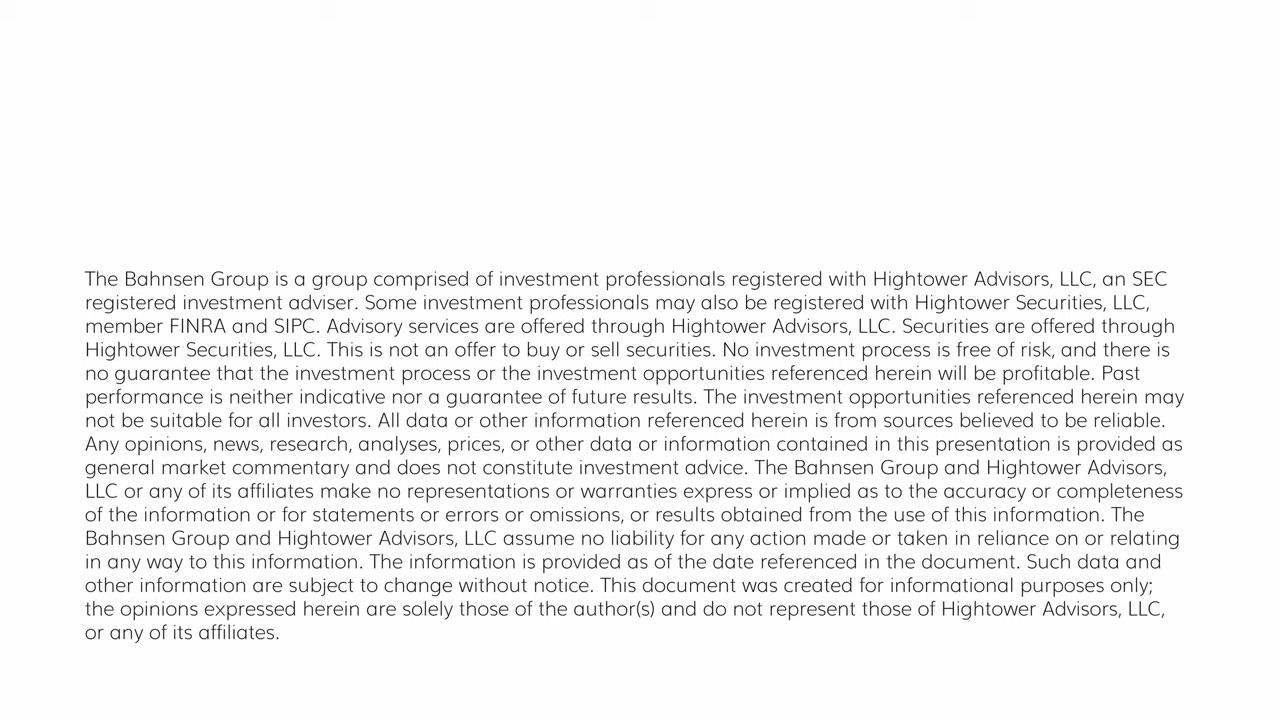 The Bahnsen Group is a group comprised of investment professionals registered with Hightower Advisors, LLC, an SEC
registered investment adviser. Some investment professionals may also be registered with Hightower Securities, LLC,
member FINRA and SIPC. Advisory services are offered through Hightower Advisors, LLC. Securities are offered through
Hightower Securities, LLC. This is not an offer to buy or sell securities. No investment process is free of risk, and there is
no guarantee that the investment process or the investment opportunities referenced herein will be profitable. Past
performance is neither indicative nor a guarantee of future results. The investment opportunities referenced herein may
not be suitable for all investors. All data or other information referenced herein is from sources believed to be reliable.
Any opinions, news, research, analyses, prices, or other data or information contained in this presentation is provided as
general market commentary and does not constitute investment advice. The Bahnsen Group and Hightower Advisors,
LLC or any of its affiliates make no representations or warranties express or implied as to the accuracy or completeness
of the information or for statements or errors or omissions, or results obtained from the use of this information. The
Bahnsen Group and Hightower Advisors, LLC assume no liability for any action made or taken in reliance on or relating
in any way to this information. The information is provided as of the date referenced in the document. Such data and
other information are subject to change without notice. This document was created for informational purposes only;
the opinions expressed herein are solely those of the author(s) and do not represent those of Hightower Advisors, LLC,
or any of its affiliates.